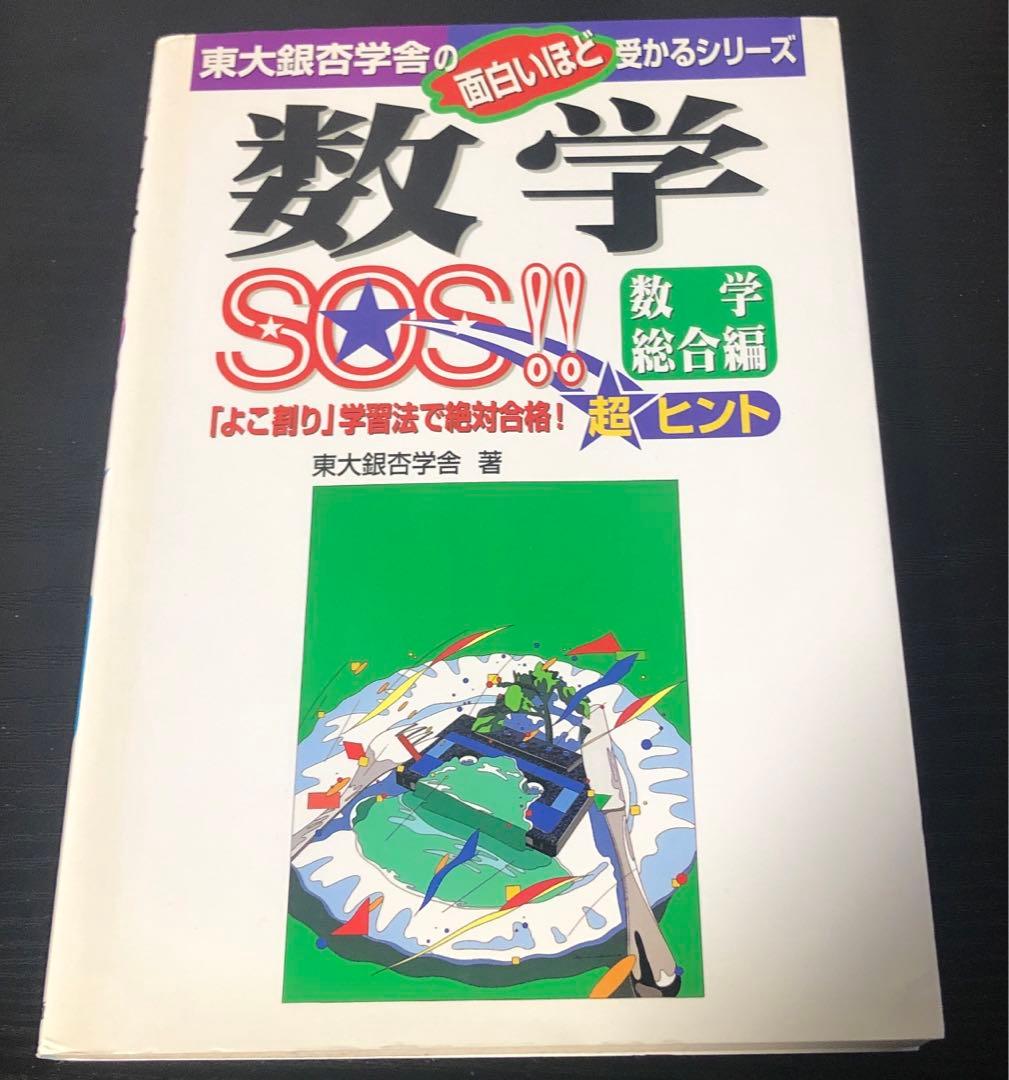 東大銀杏学舎の面白いほど受かるシリーズ
数学
SOS!!
数学
総合編
「よこ割り」学習法で絶対合格!
超ヒント
東大銀杏学舎 著